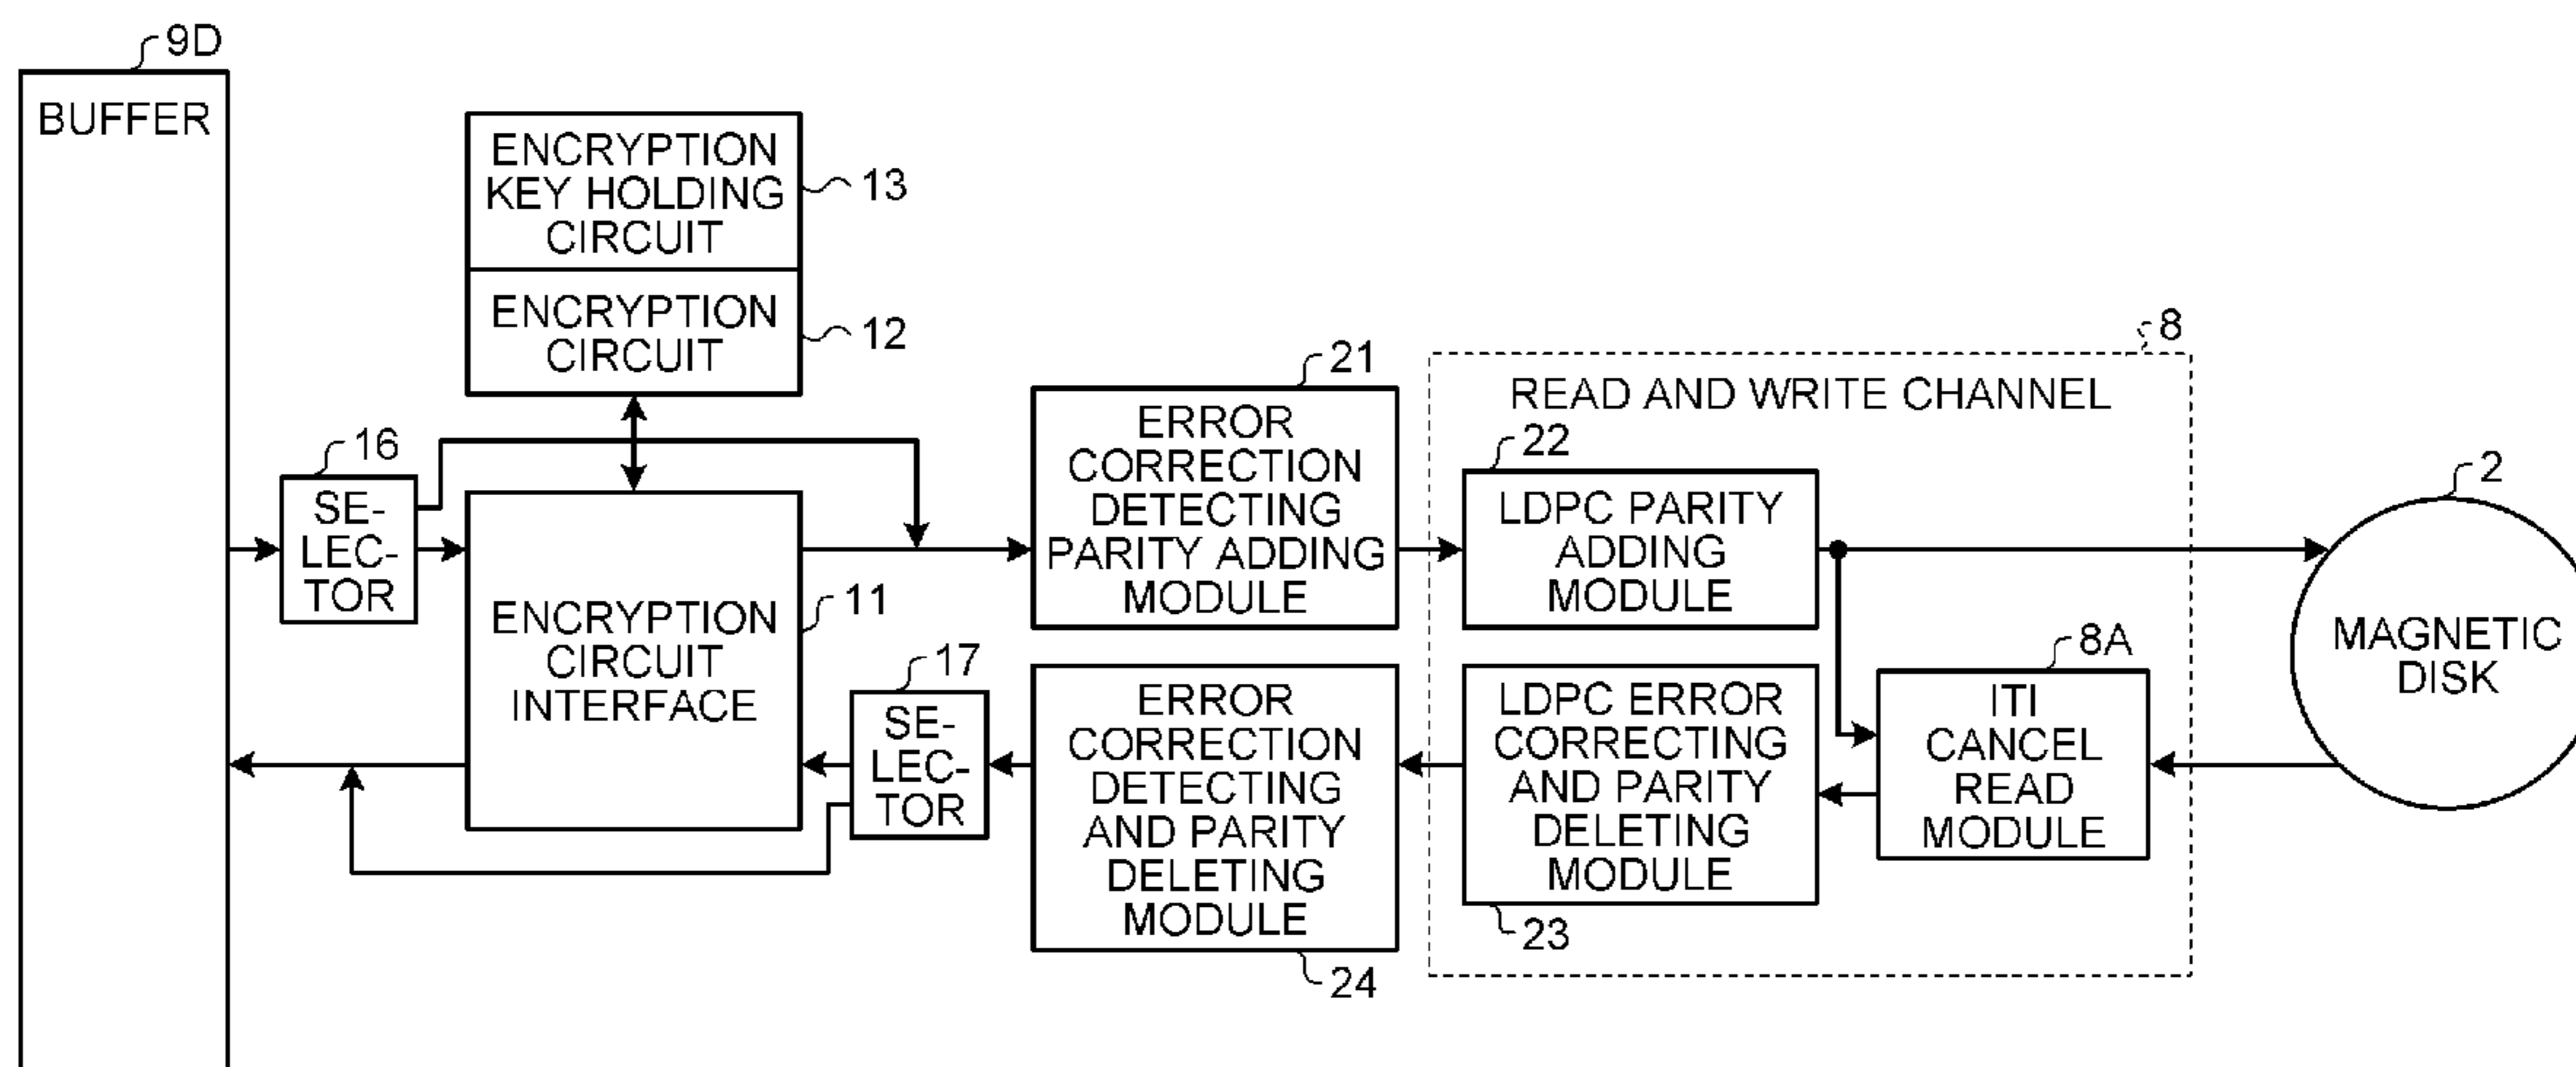 9D
BUFFER
ENCRYPTION
KEY HOLDING
CIRCUIT
13
ENCRYPTION
CIRCUIT
12
16
SE-
LEC-
TOR
ENCRYPTION
CIRCUIT
INTERFACE
11
17
SE-
LEC-
TOR
21
ERROR
CORRECTION
DETECTING
PARITY ADDING
MODULE
ERROR
CORRECTION
DETECTING
AND PARITY
DELETING
MODULE
24
8
READ AND WRITE CHANNEL
22
LDPC PARITY
ADDING
MODULE
LDPC ERROR
CORRECTING
AND PARITY
DELETING
MODULE
23
8A
ITI
CANCEL
READ
MODULE
2
MAGNETIC
DISK